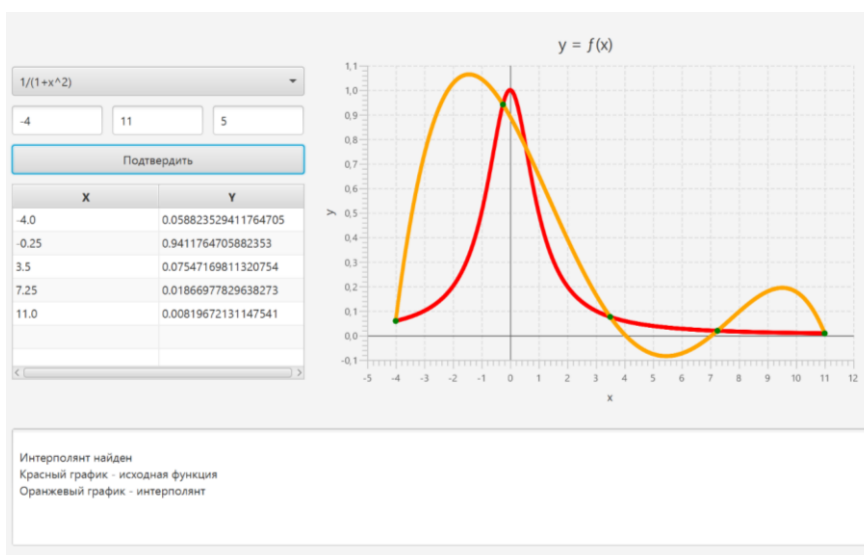 y = f(x)
1/(1+x^2)
-4 11 5
Подтвердить
X Y
-4.0 0.058823529411764705
-0.25 0.9411764705882353
3.5 0.07547169811320754
7.25 0.01866977829638273
11.0 0.00819672131147541
1,1
1,0
0,9
0,8
0,7
0,6
0,5
0,4
0,3
0,2
0,1
0,0
-0,1
y
-5 -4 -3 -2 -1 0 1 2 3 4 5 6 7 8 9 10 11 12
x
Интерполянт найден
Красный график - исходная функция
Оранжевый график - интерполянт